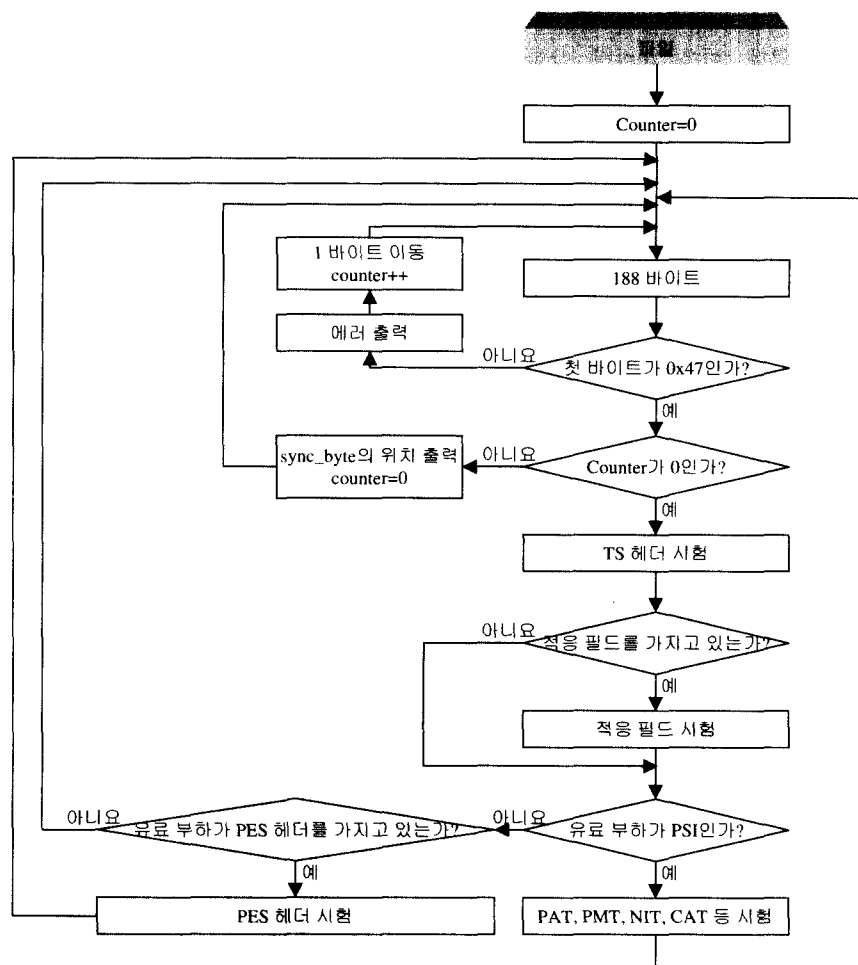 Counter=0
1 바이트 이동
counter++
188 바이트
에러 출력
아니요
첫 바이트가 0x47인가?
예
sync_byte의 위치 출력
counter=0
아니요
Counter가 0인가?
예
TS 헤더 시험
아니요
적응 필드를 가지고 있는가?
예
적응 필드 시험
아니요
유료 부하가 PES 헤더를 가지고 있는가?
아니요
유료 부하가 PSI인가?
예
예
PES 헤더 시험
PAT, PMT, NIT, CAT 등 시험